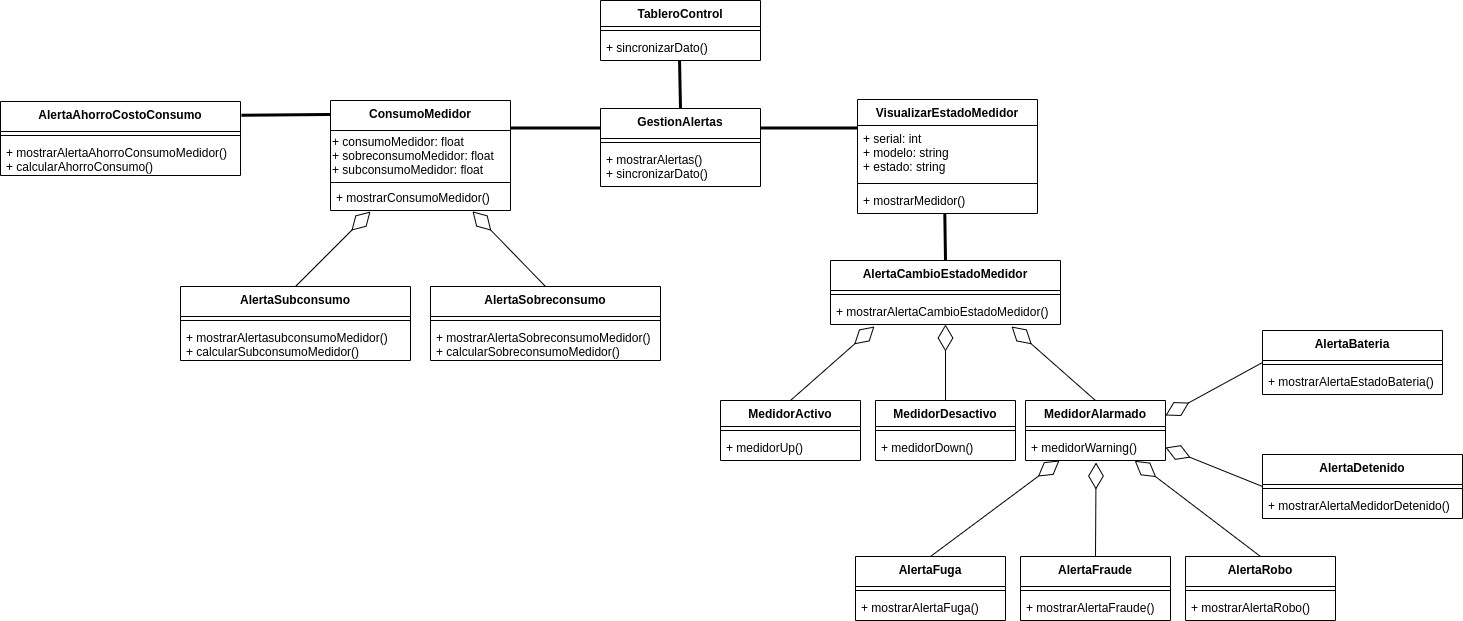 TableroControl
+ sincronizarDato()
AlertaAhorroCostoConsumo
+ mostrarAlertaAhorroConsumoMedidor()
+ calcularAhorroConsumo()
ConsumoMedidor
+ consumoMedidor: float
+ sobreconsumoMedidor: float
+ subconsumoMedidor: float
+ mostrarConsumoMedidor()
GestionAlertas
+ mostrarAlertas()
+ sincronizarDato()
VisualizarEstadoMedidor
+ serial: int
+ modelo: string
+ estado: string
+ mostrarMedidor()
AlertaSubconsumo
+ mostrarAlertasubconsumoMedidor()
+ calcularSubconsumoMedidor()
AlertaSobreconsumo
+ mostrarAlertaSobreconsumoMedidor()
+ calcularSobreconsumoMedidor()
AlertaCambioEstadoMedidor
+ mostrarAlertaCambioEstadoMedidor()
MedidorActivo
+ medidorUp()
MedidorDesactivo
+ medidorDown()
MedidorAlarmado
+ medidorWarning()
AlertaBateria
+ mostrarAlertaEstadoBateria()
AlertaDetenido
+ mostrarAlertaMedidorDetenido()
AlertaFuga
+ mostrarAlertaFuga()
AlertaFraude
+ mostrarAlertaFraude()
AlertaRobo
+ mostrarAlertaRobo()